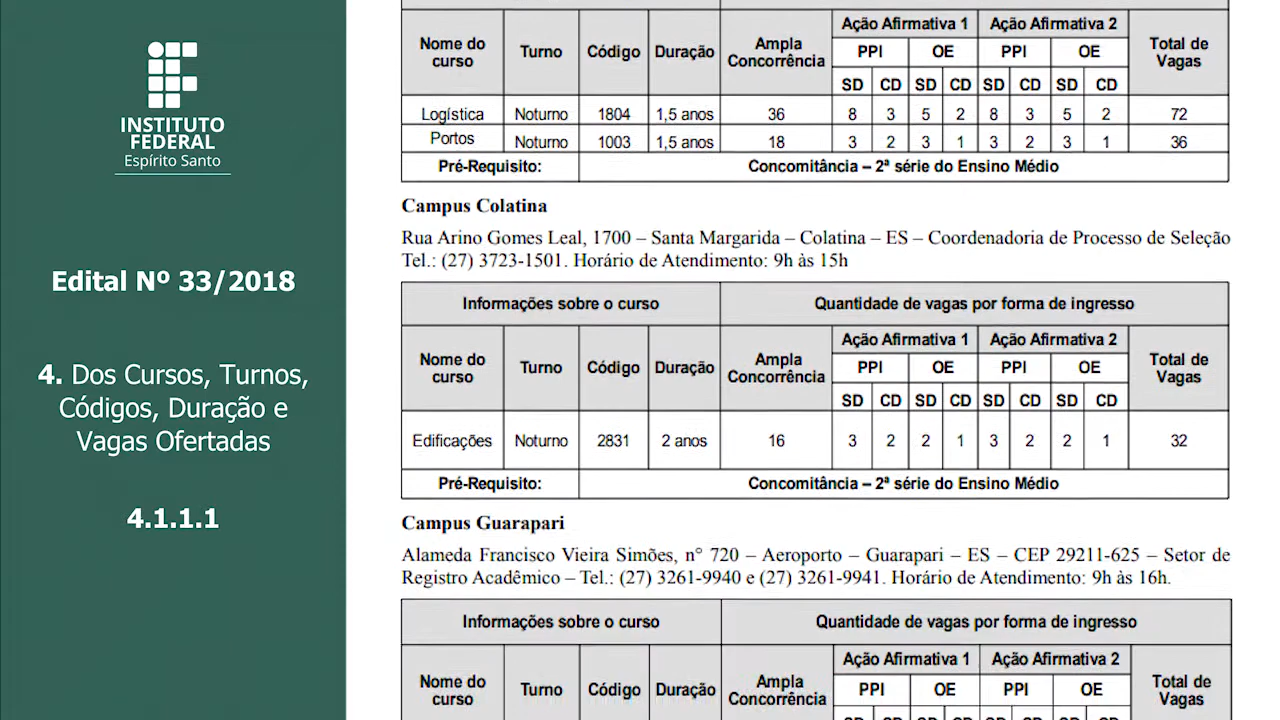 INSTITUTO
FEDERAL
Espírito Santo
Edital Nº 33/2018
4. Dos Cursos, Turnos,
Códigos, Duração e
Vagas Ofertadas
4.1.1.1
Nome do curso Turno Código Duração Ampla Concorrência Ação Afirmativa 1 Ação Afirmativa 2 Total de Vagas
PPI OE PPI OE
SD CD SD CD SD CD SD CD
Logística Noturno 1804 1,5 anos 36 8 3 5 2 8 3 5 2 72
Portos Noturno 1003 1,5 anos 18 3 2 3 1 3 2 3 1 36
Pré-Requisito: Concomitância – 2ª série do Ensino Médio
Campus Colatina
Rua Arino Gomes Leal, 1700 – Santa Margarida – Colatina – ES – Coordenadoria de Processo de Seleção
Tel.: (27) 3723-1501. Horário de Atendimento: 9h às 15h
Informações sobre o curso Quantidade de vagas por forma de ingresso
Nome do curso Turno Código Duração Ampla Concorrência Ação Afirmativa 1 Ação Afirmativa 2 Total de Vagas
PPI OE PPI OE
SD CD SD CD SD CD SD CD
Edificações Noturno 2831 2 anos 16 3 2 2 1 3 2 2 1 32
Pré-Requisito: Concomitância – 2ª série do Ensino Médio
Campus Guarapari
Alameda Francisco Vieira Simões, n° 720 – Aeroporto – Guarapari – ES – CEP 29211-625 – Setor de
Registro Acadêmico – Tel.: (27) 3261-9940 e (27) 3261-9941. Horário de Atendimento: 9h às 16h.
Informações sobre o curso Quantidade de vagas por forma de ingresso
Nome do curso Turno Código Duração Ampla Concorrência Ação Afirmativa 1 Ação Afirmativa 2 Total de Vagas
PPI OE PPI OE